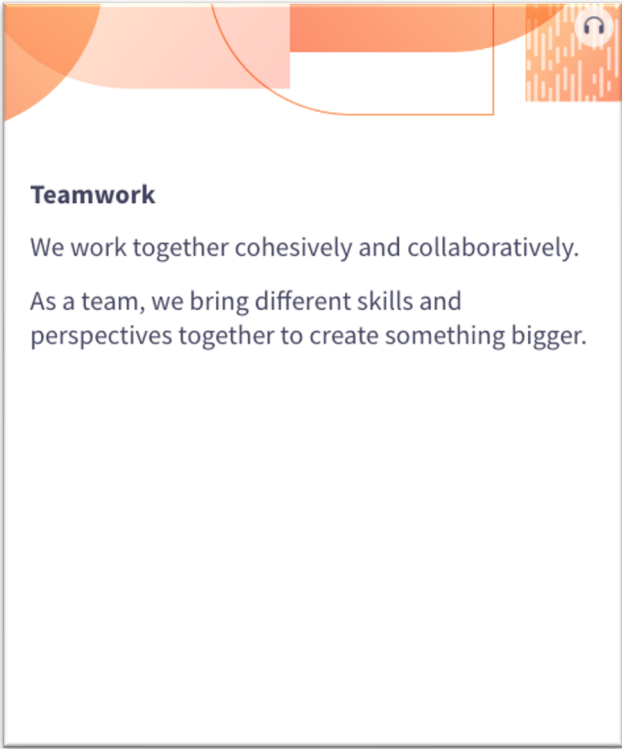 Teamwork
We work together cohesively and collaboratively.
As a team, we bring different skills and
perspectives together to create something bigger.